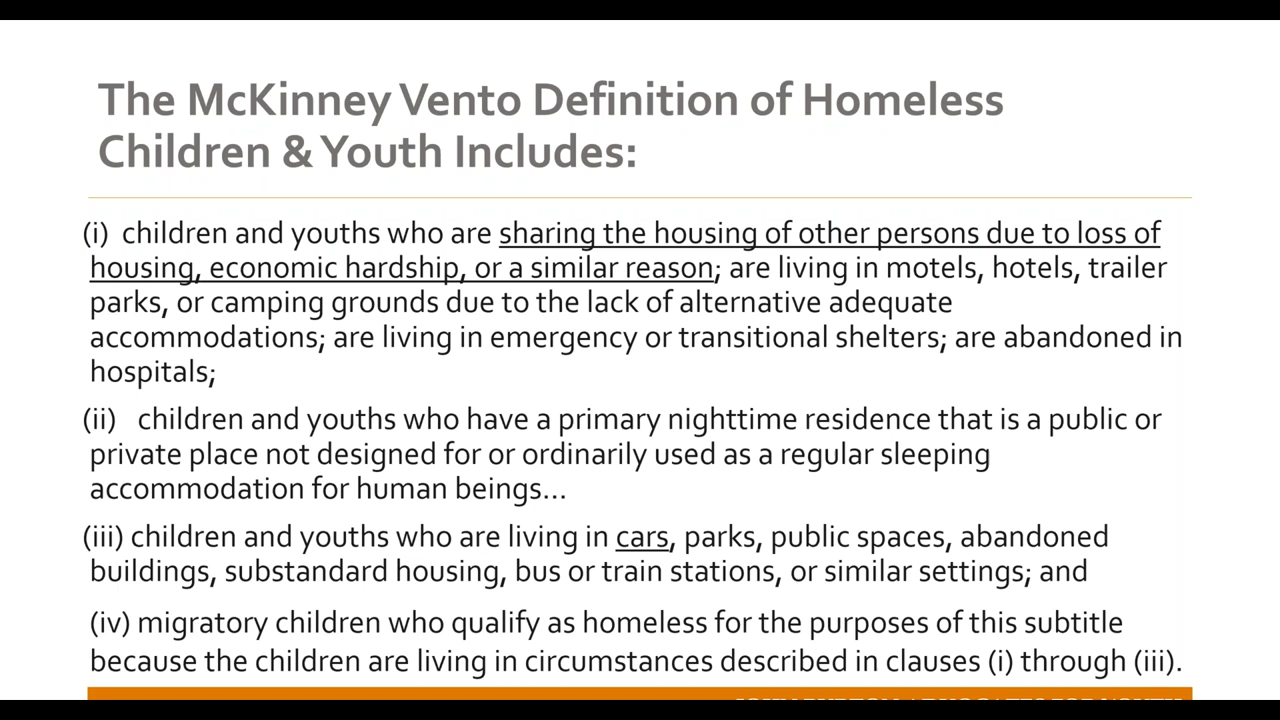 The McKinney Vento Definition of Homeless
Children & Youth Includes:
(i) children and youths who are sharing the housing of other persons due to loss of
housing, economic hardship, or a similar reason; are living in motels, hotels, trailer
parks, or camping grounds due to the lack of alternative adequate
accommodations; are living in emergency or transitional shelters; are abandoned in
hospitals;
(ii) children and youths who have a primary nighttime residence that is a public or
private place not designed for or ordinarily used as a regular sleeping
accommodation for human beings...
(iii) children and youths who are living in cars, parks, public spaces, abandoned
buildings, substandard housing, bus or train stations, or similar settings; and
(iv) migratory children who qualify as homeless for the purposes of this subtitle
because the children are living in circumstances described in clauses (i) through (iii).